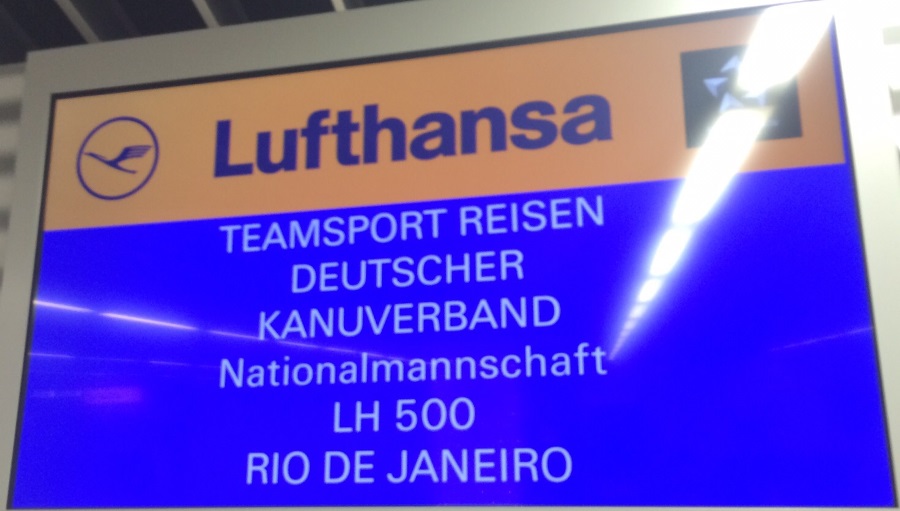 Lufthansa
TEAMSPORT REISEN
DEUTSCHER
KANUVERBAND
Nationalmannschaft
LH 500
RIO DE JANEIRO